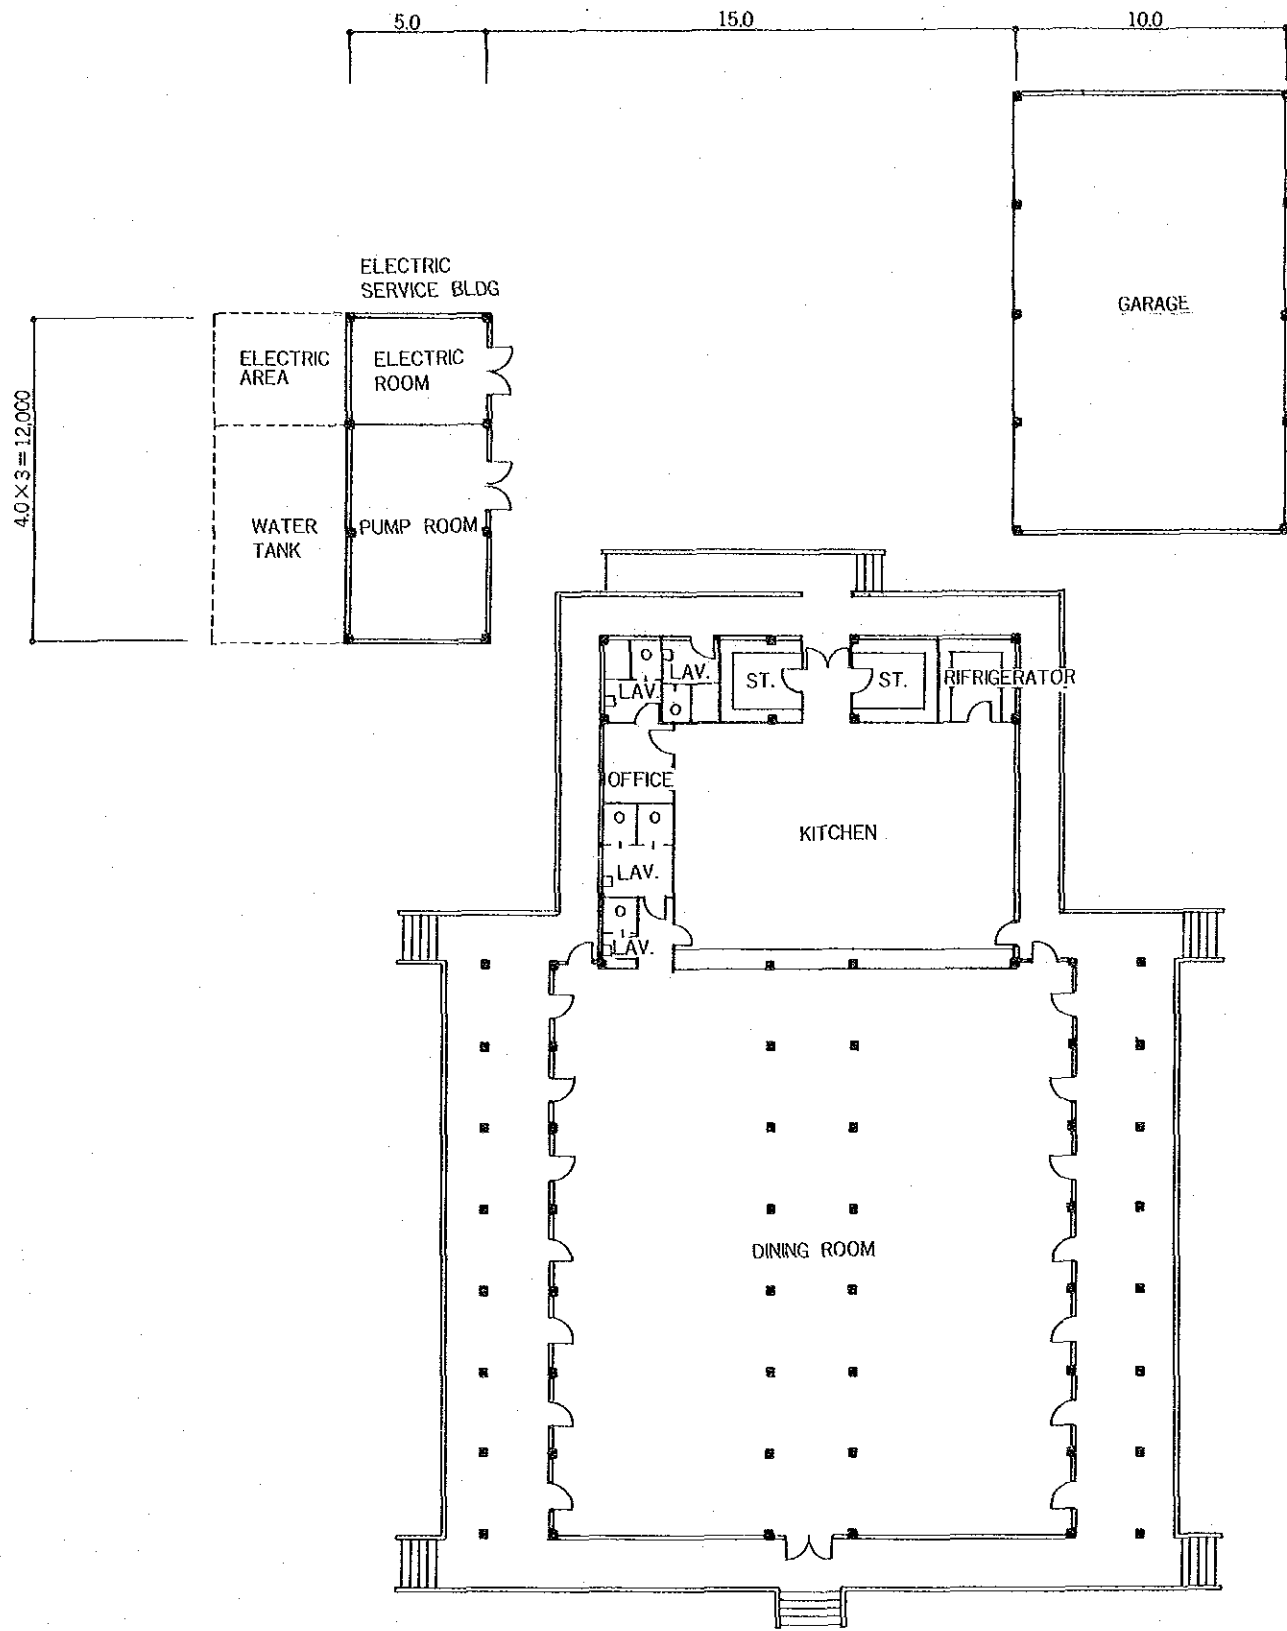 5.0
15.0
10.0
ELECTRIC
SERVICE BLDG
GARAGE
ELECTRIC
AREA
ELECTRIC
ROOM
4.0×3=12,000
WATER
TANK
PUMP ROOM
LAV.
LAV.
ST.
ST.
RIFRIGERATOR
OFFICE
KITCHEN
LAV.
LAV.
DINING ROOM